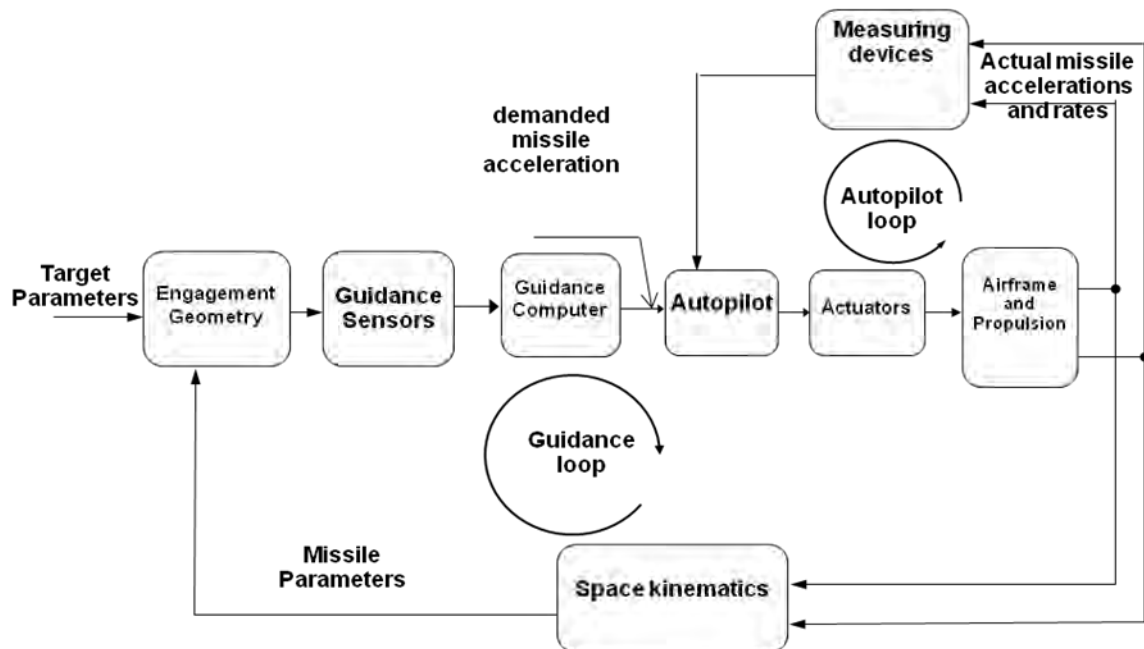 Measuring
devices
Actual missile
accelerations
and rates
demanded
missile
acceleration
Autopilot
loop
Target
Parameters
Engagement
Geometry
Guidance
Sensors
Guidance
Computer
Autopilot
Actuators
Airframe
and
Propulsion
Guidance
loop
Missile
Parameters
Space kinematics